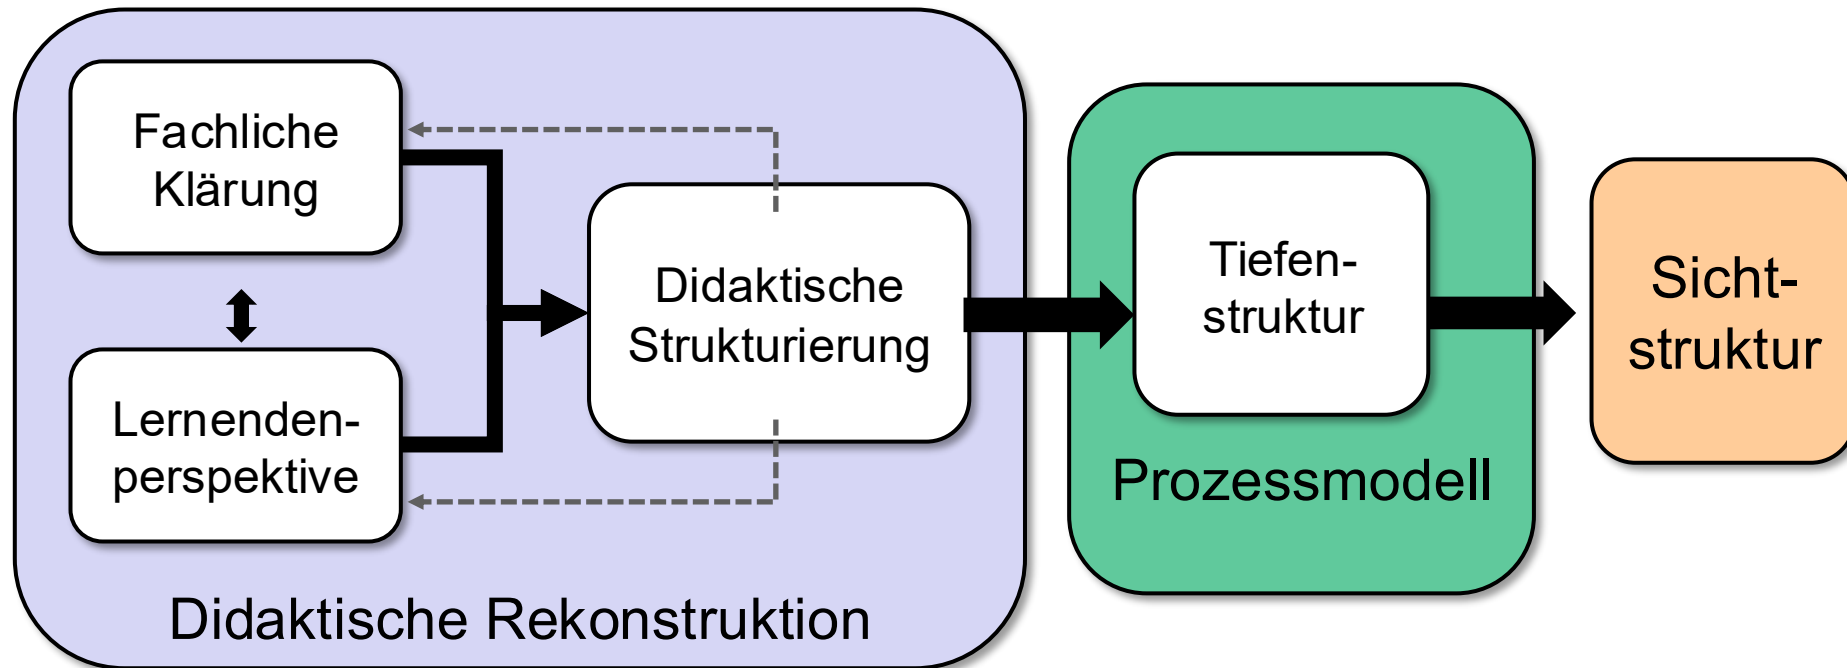 Fachliche
Klärung
Lernenden-
perspektive
Didaktische
Strukturierung
Didaktische Rekonstruktion
Tiefen-
struktur
Prozessmodell
Sicht-
struktur